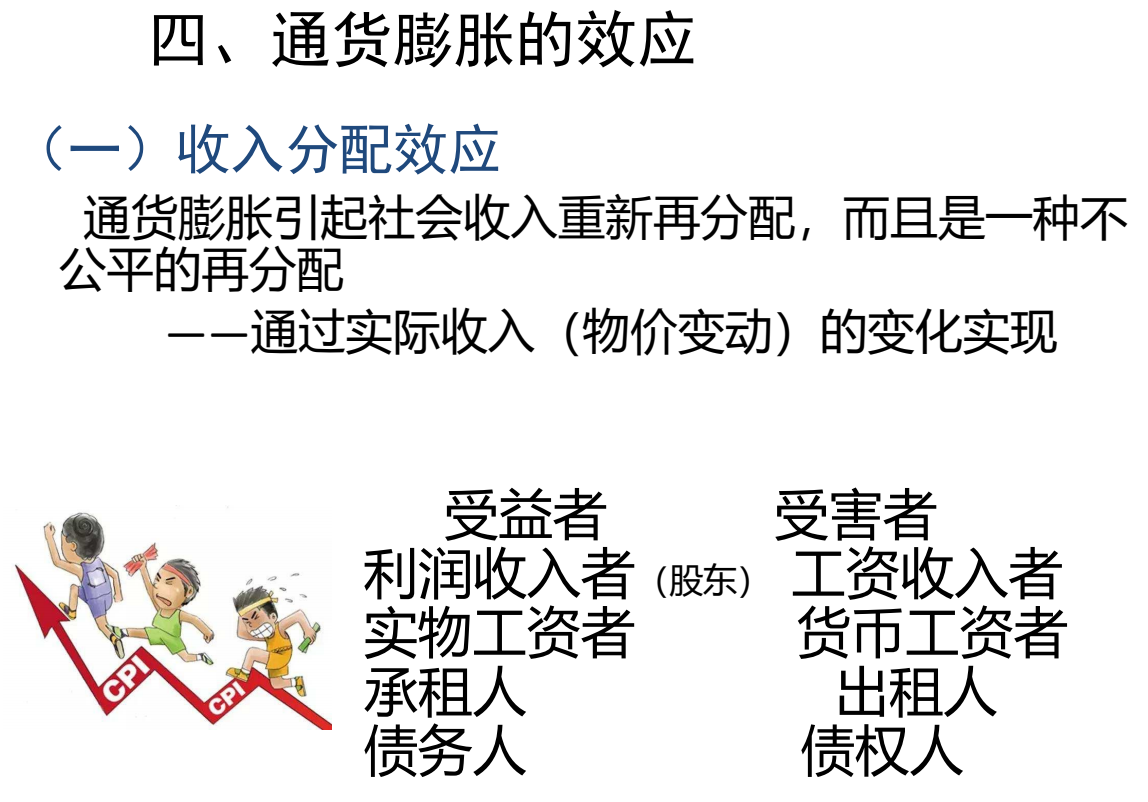 四、通货膨胀的效应
（一）收入分配效应
通货膨胀引起社会收入重新再分配，而且是一种不
公平的再分配
——通过实际收入（物价变动）的变化实现
受益者 受害者
利润收入者（股东） 工资收入者
实物工资者 货币工资者
承租人 出租人
债务人 债权人
CPI CPI